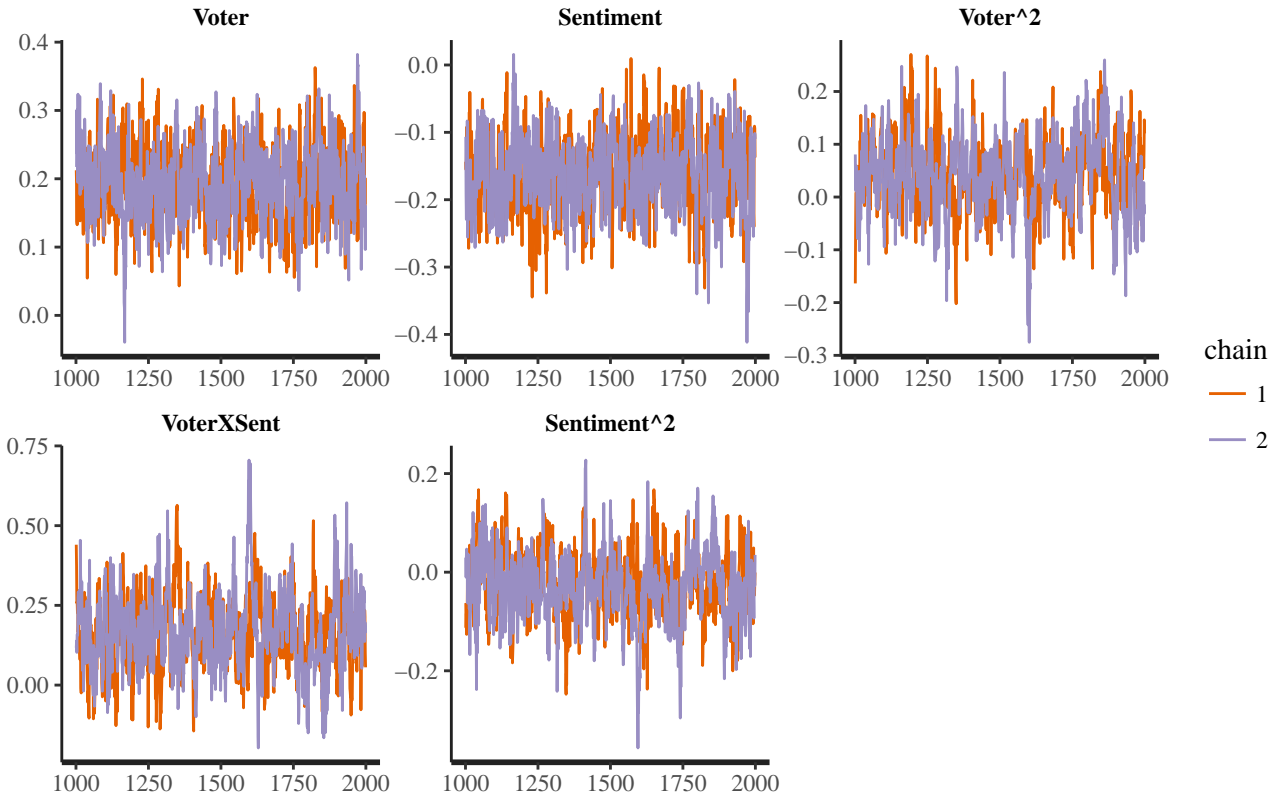 Voter Sentiment Voter^2
0.4 0.0 0.2
0.3 −0.1 0.1
0.2 −0.2 0.0
0.1 −0.3 −0.1
0.0 −0.4 −0.2
−0.3
1000 1250 1500 1750 2000 1000 1250 1500 1750 2000 1000 1250 1500 1750 2000
VoterXSent Sentiment^2
0.75 0.2
0.50 0.0
0.25 −0.2
0.00
1000 1250 1500 1750 2000 1000 1250 1500 1750 2000
chain
1
2